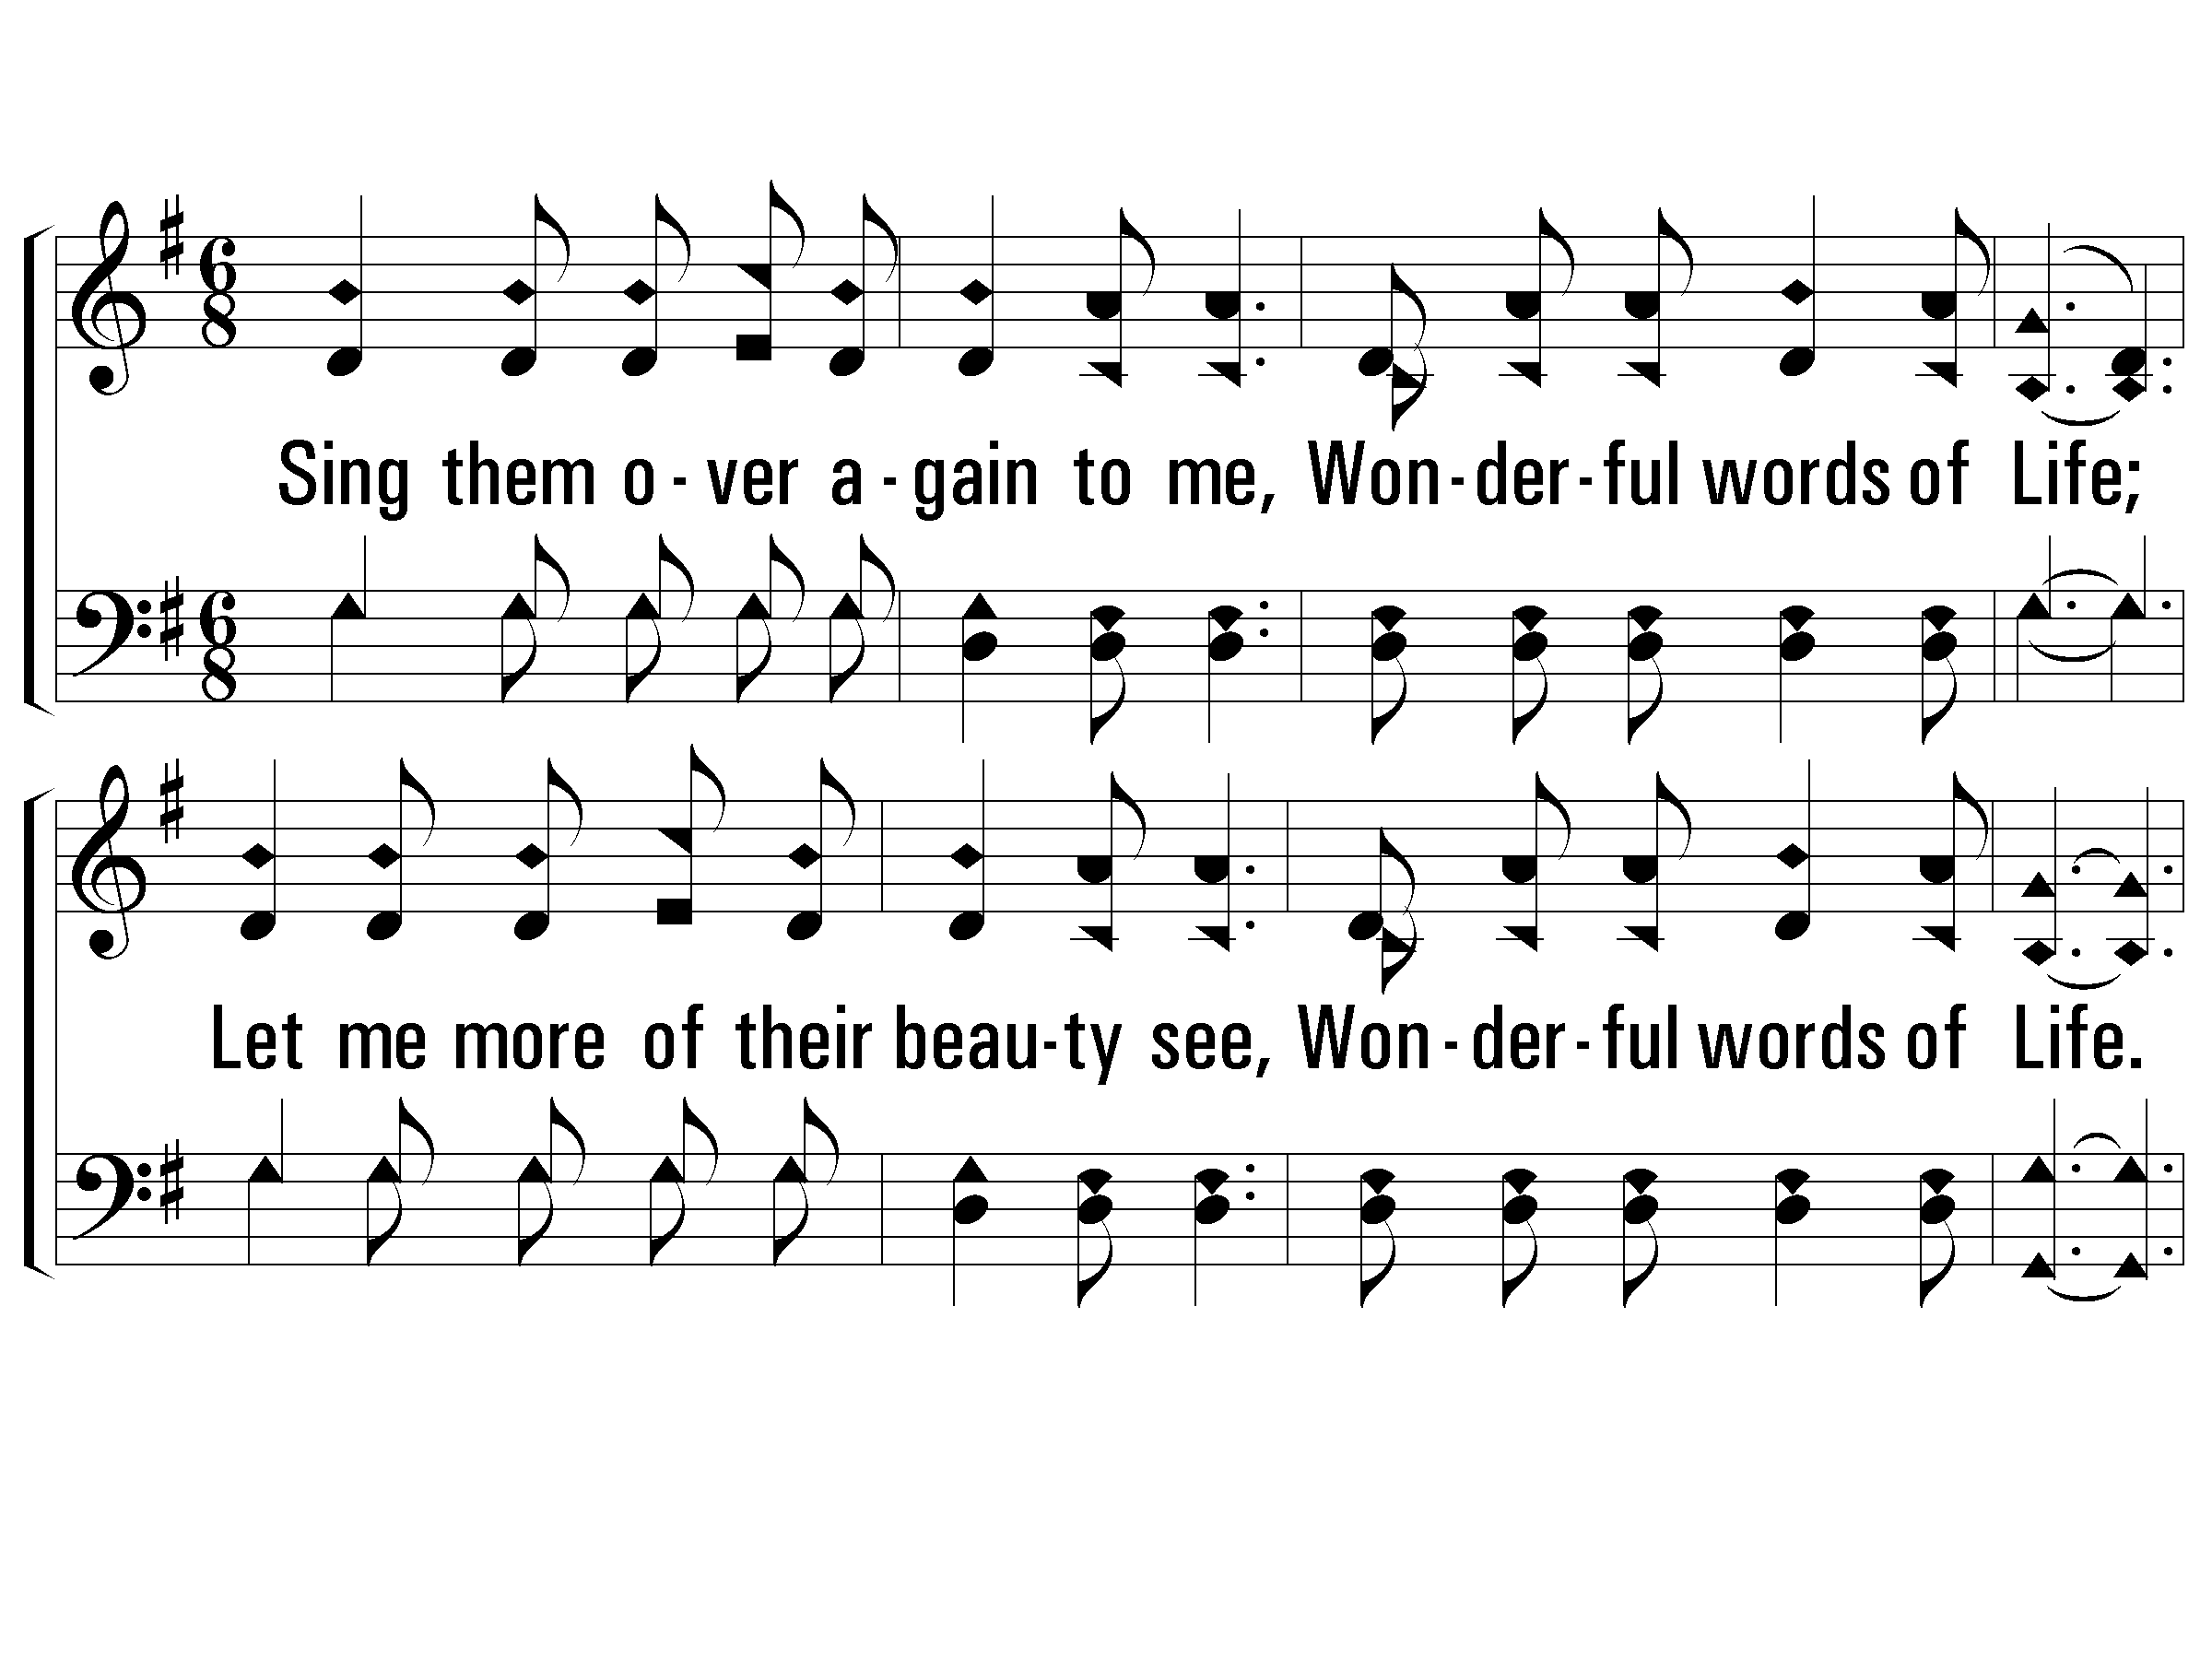 Sing them o - ver a - gain to me, Won - der - ful words of Life;
Let me more of their beau - ty see, Won - der - ful words of Life.